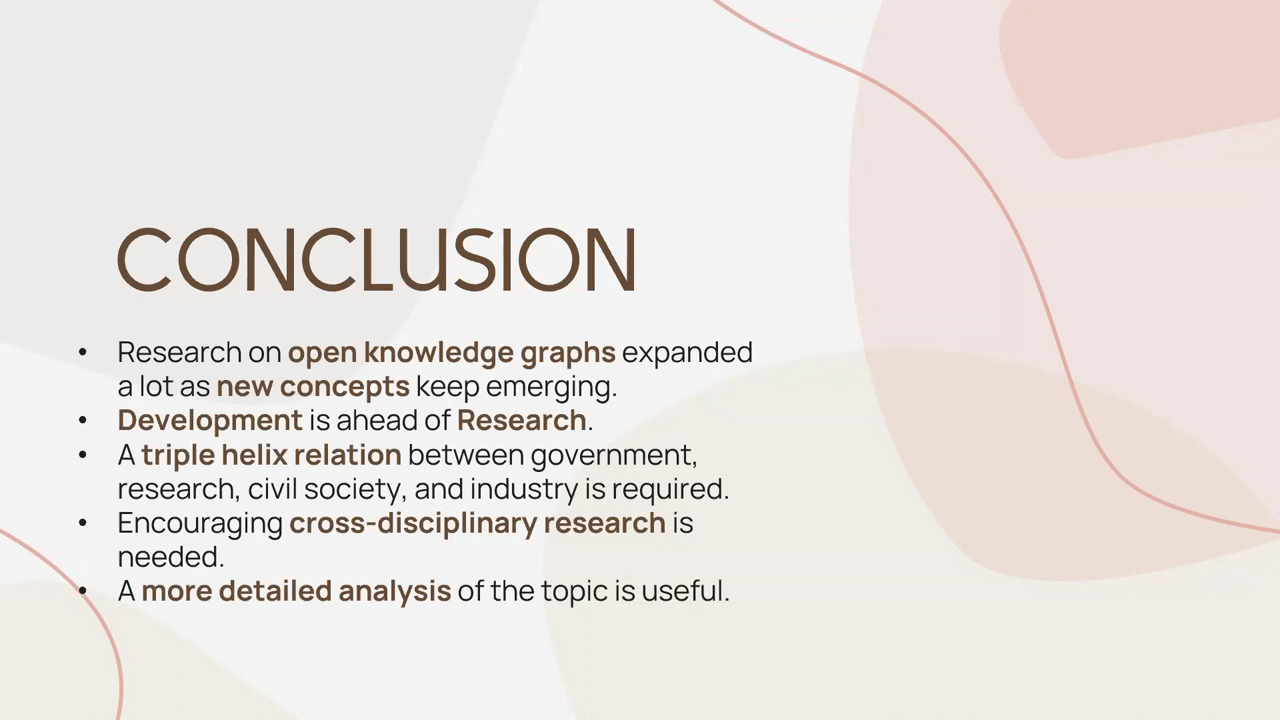 CONCLUSION
• Research on open knowledge graphs expanded
a lot as new concepts keep emerging.
• Development is ahead of Research.
• A triple helix relation between government,
research, civil society, and industry is required.
• Encouraging cross-disciplinary research is
needed.
• A more detailed analysis of the topic is useful.